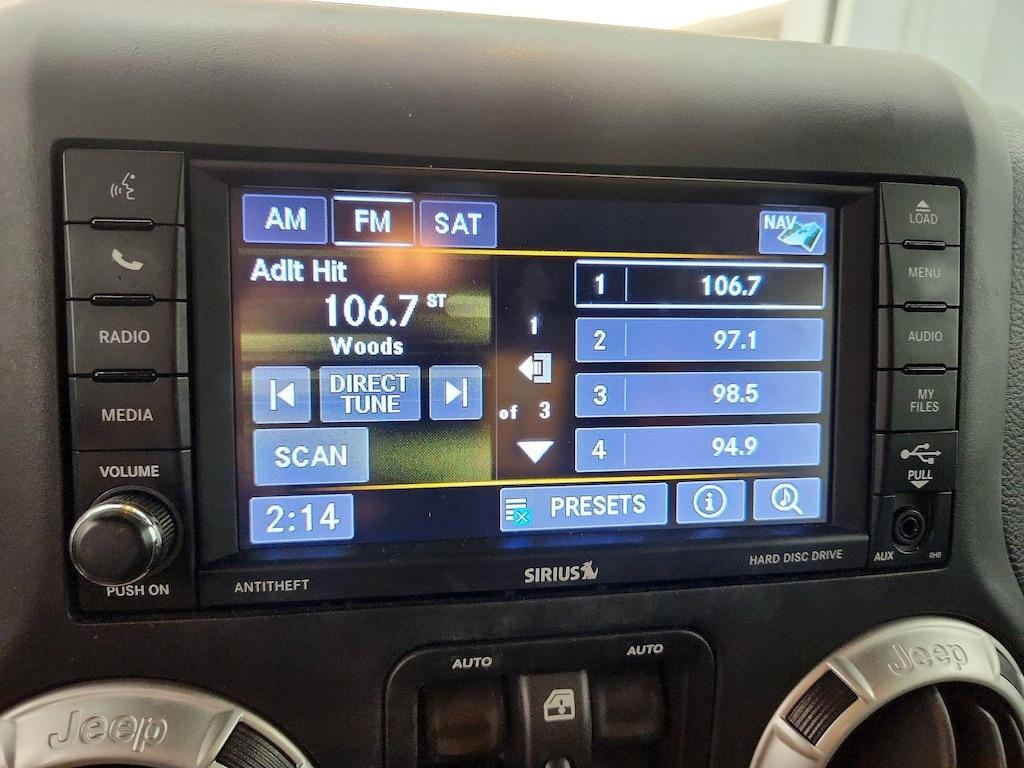 AM
FM
SAT
NAV
Adlt Hit
106.7 ST
Woods
DIRECT
TUNE
SCAN
2:14
1
of 3
1 106.7
2 97.1
3 98.5
4 94.9
PRESETS
i
RADIO
MEDIA
VOLUME
PUSH ON
LOAD
MENU
AUDIO
MY
FILES
PULL
AUX
RHB
ANTITHEFT
SIRIUS
HARD DISC DRIVE
AUTO
AUTO
Jeep
Jeep